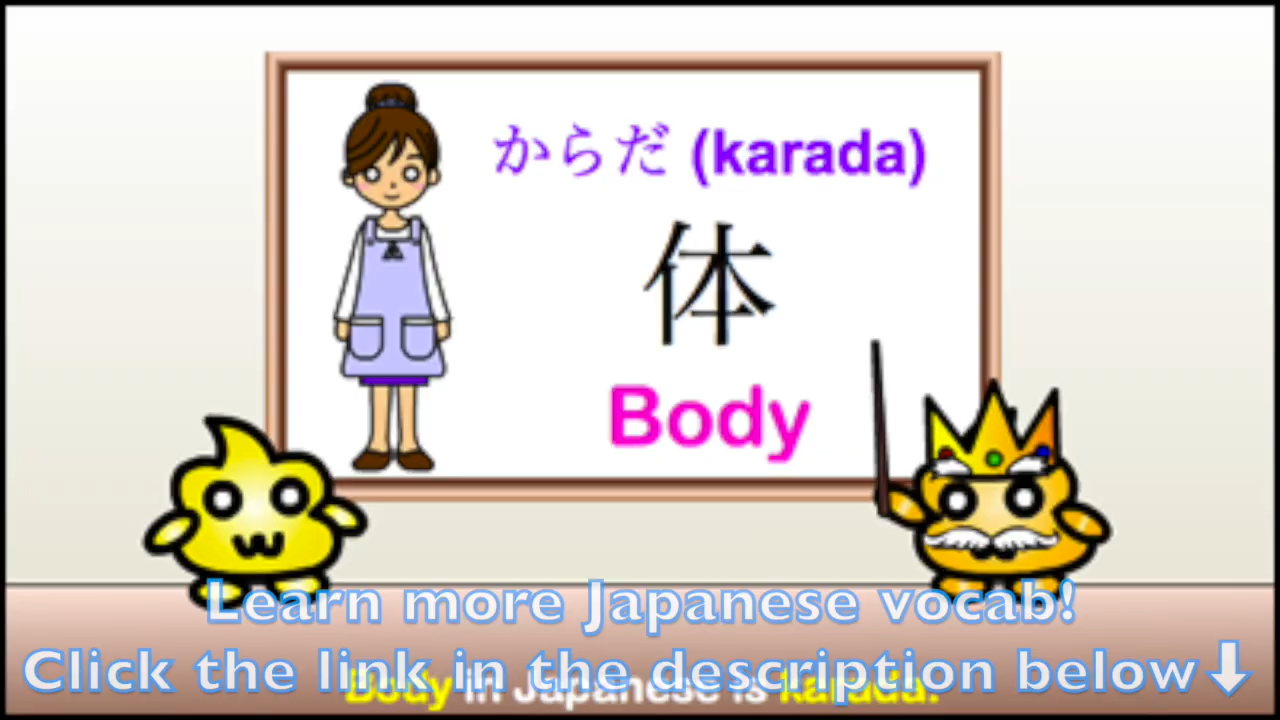 からだ (karada)
体
Body
Learn more Japanese vocab!
Click the link in the description below
Body in Japanese is karada.